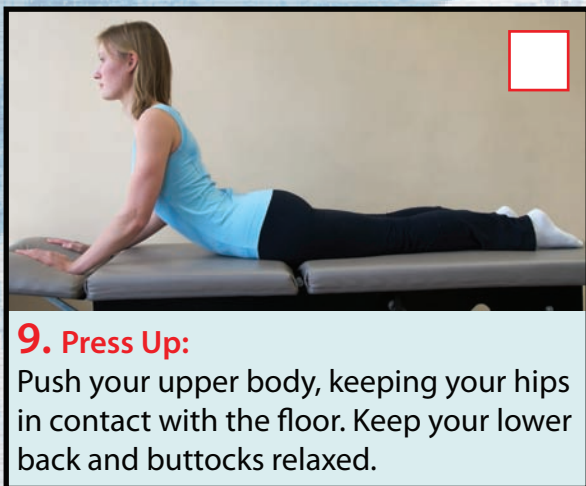 9. Press Up:
Push your upper body, keeping your hips
in contact with the floor. Keep your lower
back and buttocks relaxed.